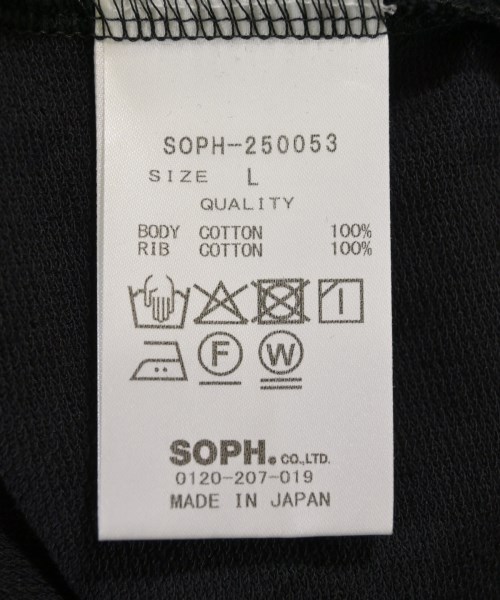 SOPH-250053
SIZE L
QUALITY
BODY COTTON 100%
RIB COTTON 100%
F W
SOPH. CO.,LTD.
0120-207-019
MADE IN JAPAN